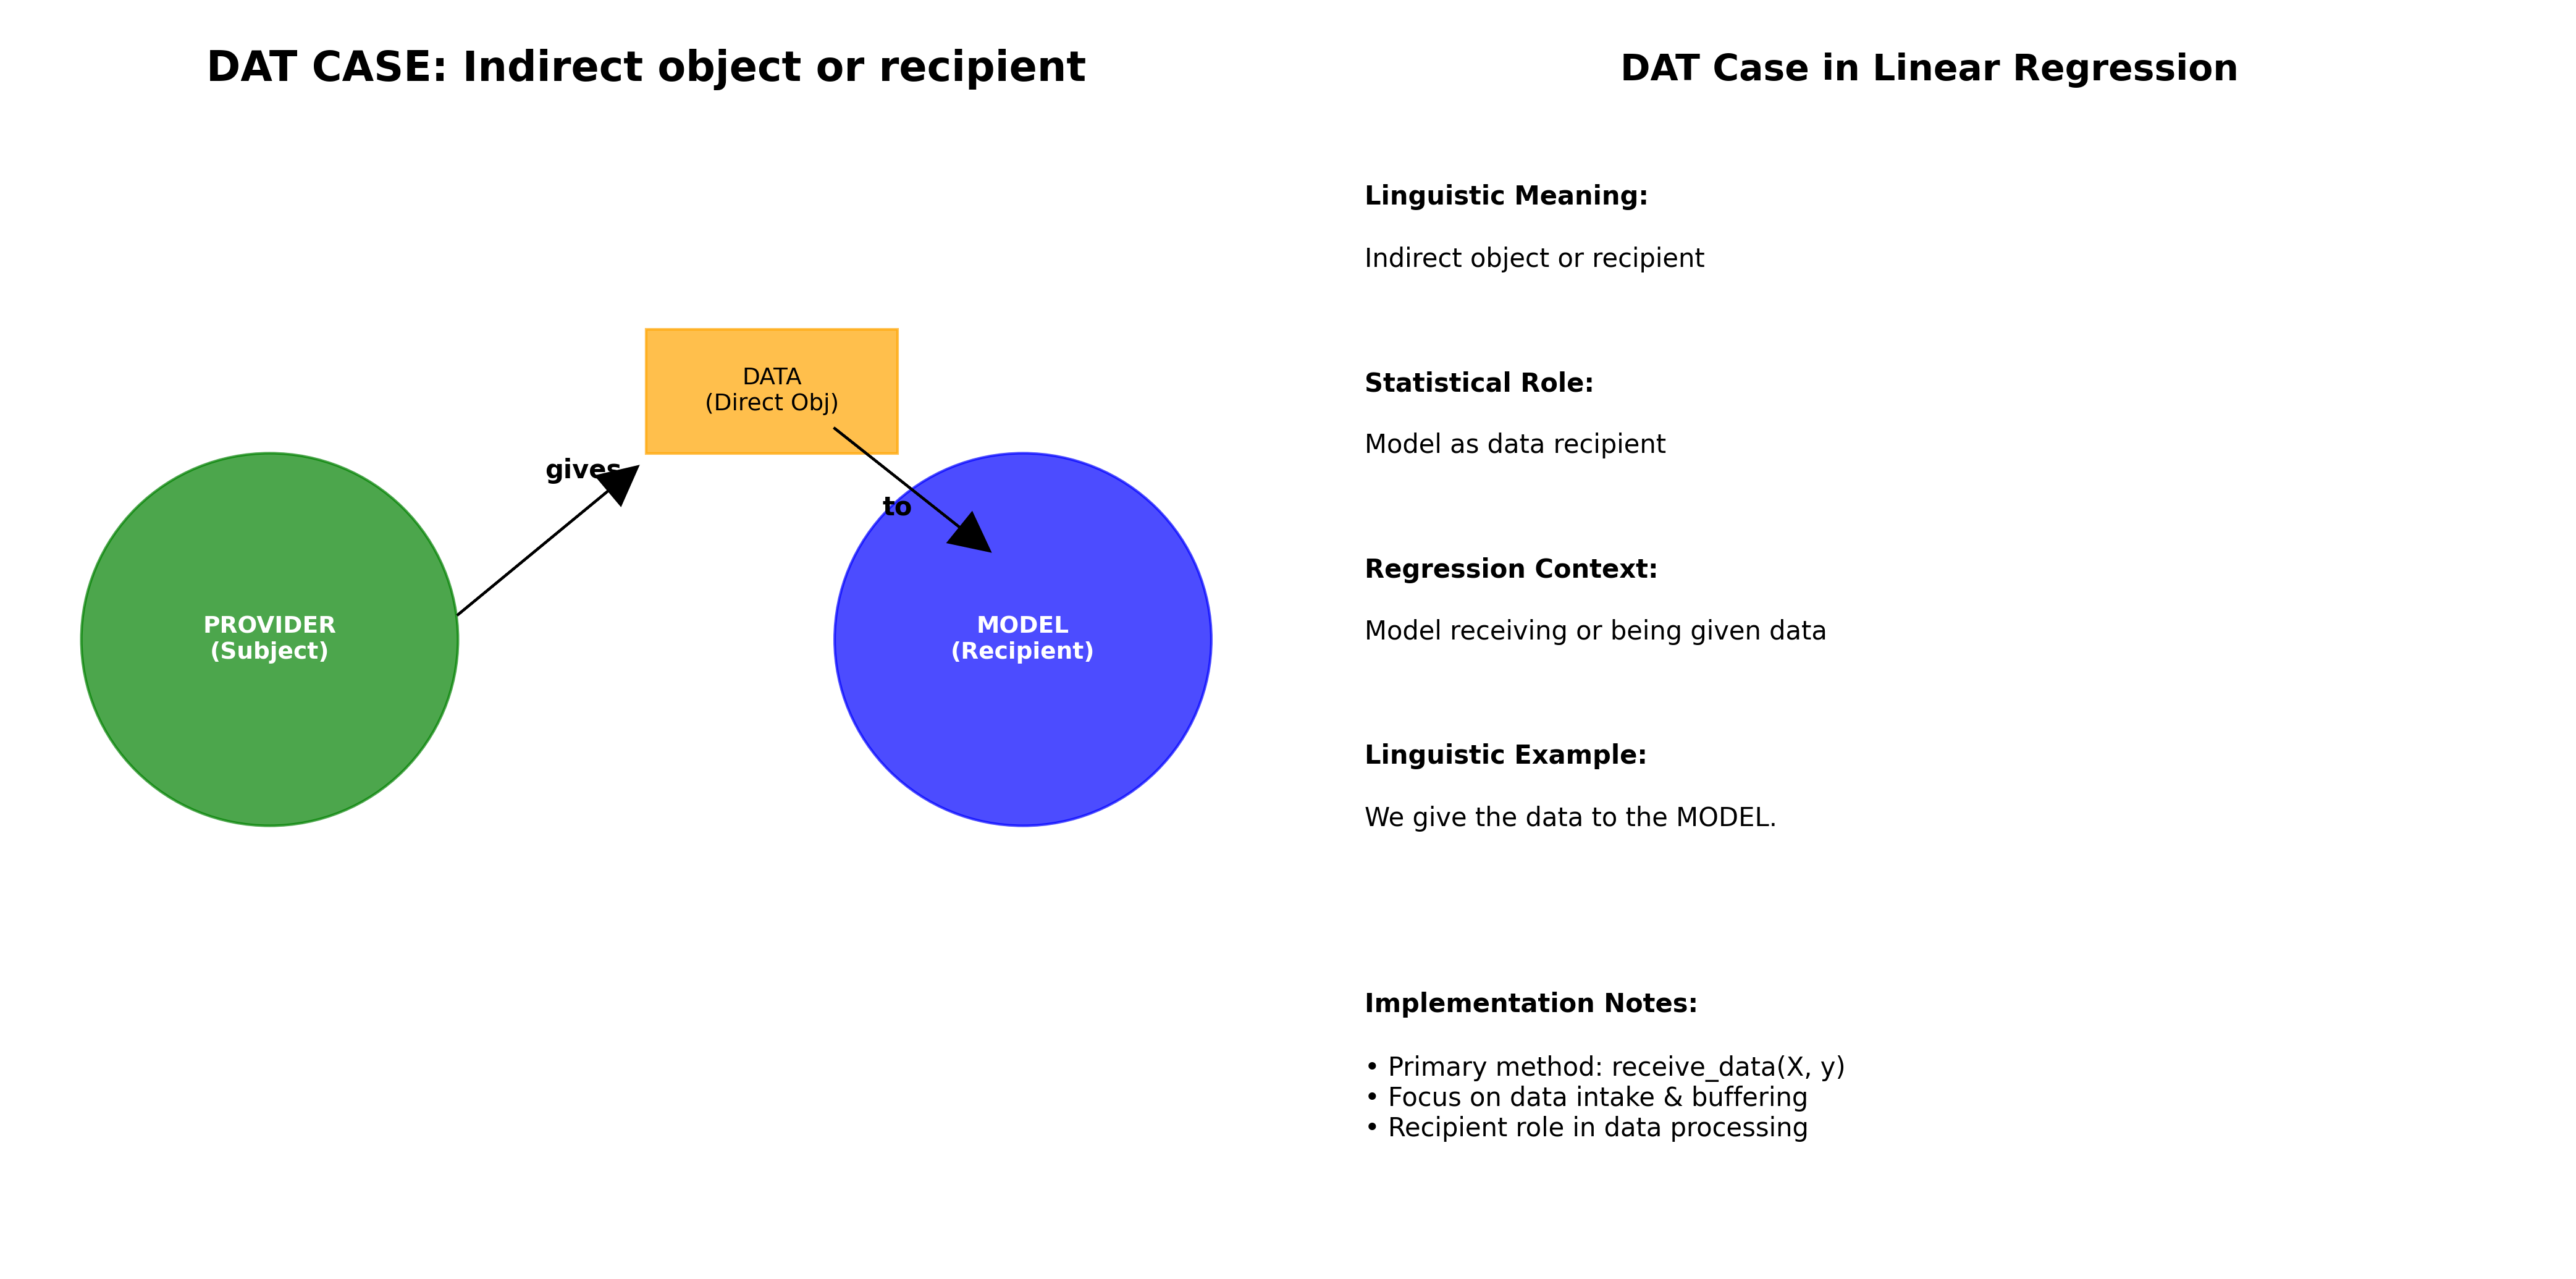 DAT CASE: Indirect object or recipient
DATA
(Direct Obj)
gives
to
PROVIDER
(Subject)
MODEL
(Recipient)
DAT Case in Linear Regression
Linguistic Meaning:
Indirect object or recipient
Statistical Role:
Model as data recipient
Regression Context:
Model receiving or being given data
Linguistic Example:
We give the data to the MODEL.
Implementation Notes:
• Primary method: receive_data(X, y)
• Focus on data intake & buffering
• Recipient role in data processing